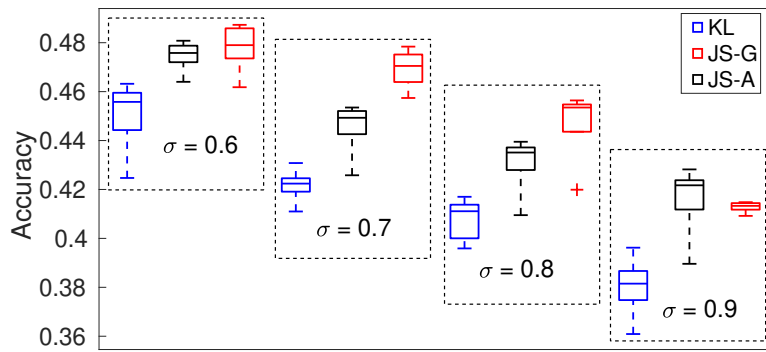 Accuracy
0.48
0.46
0.44
0.42
0.4
0.38
0.36
σ = 0.6
σ = 0.7
σ = 0.8
σ = 0.9
KL
JS-G
JS-A